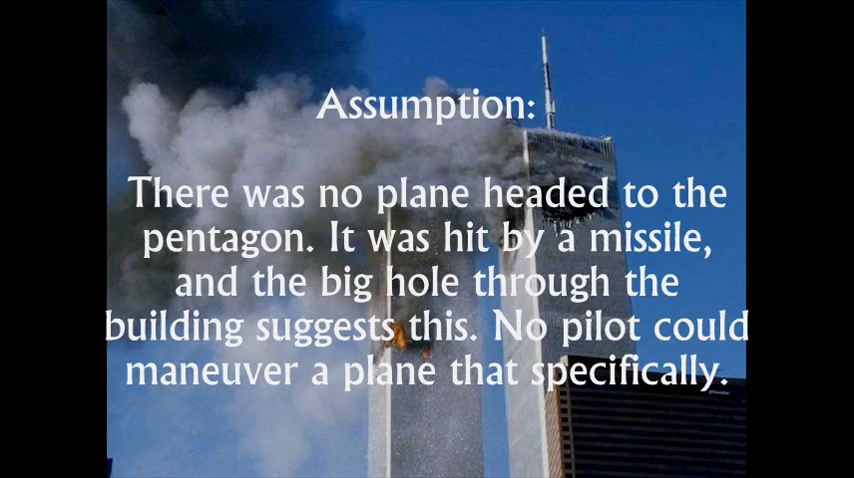 Assumption:
There was no plane headed to the
pentagon. It was hit by a missile,
and the big hole through the
building suggests this. No pilot could
maneuver a plane that specifically.